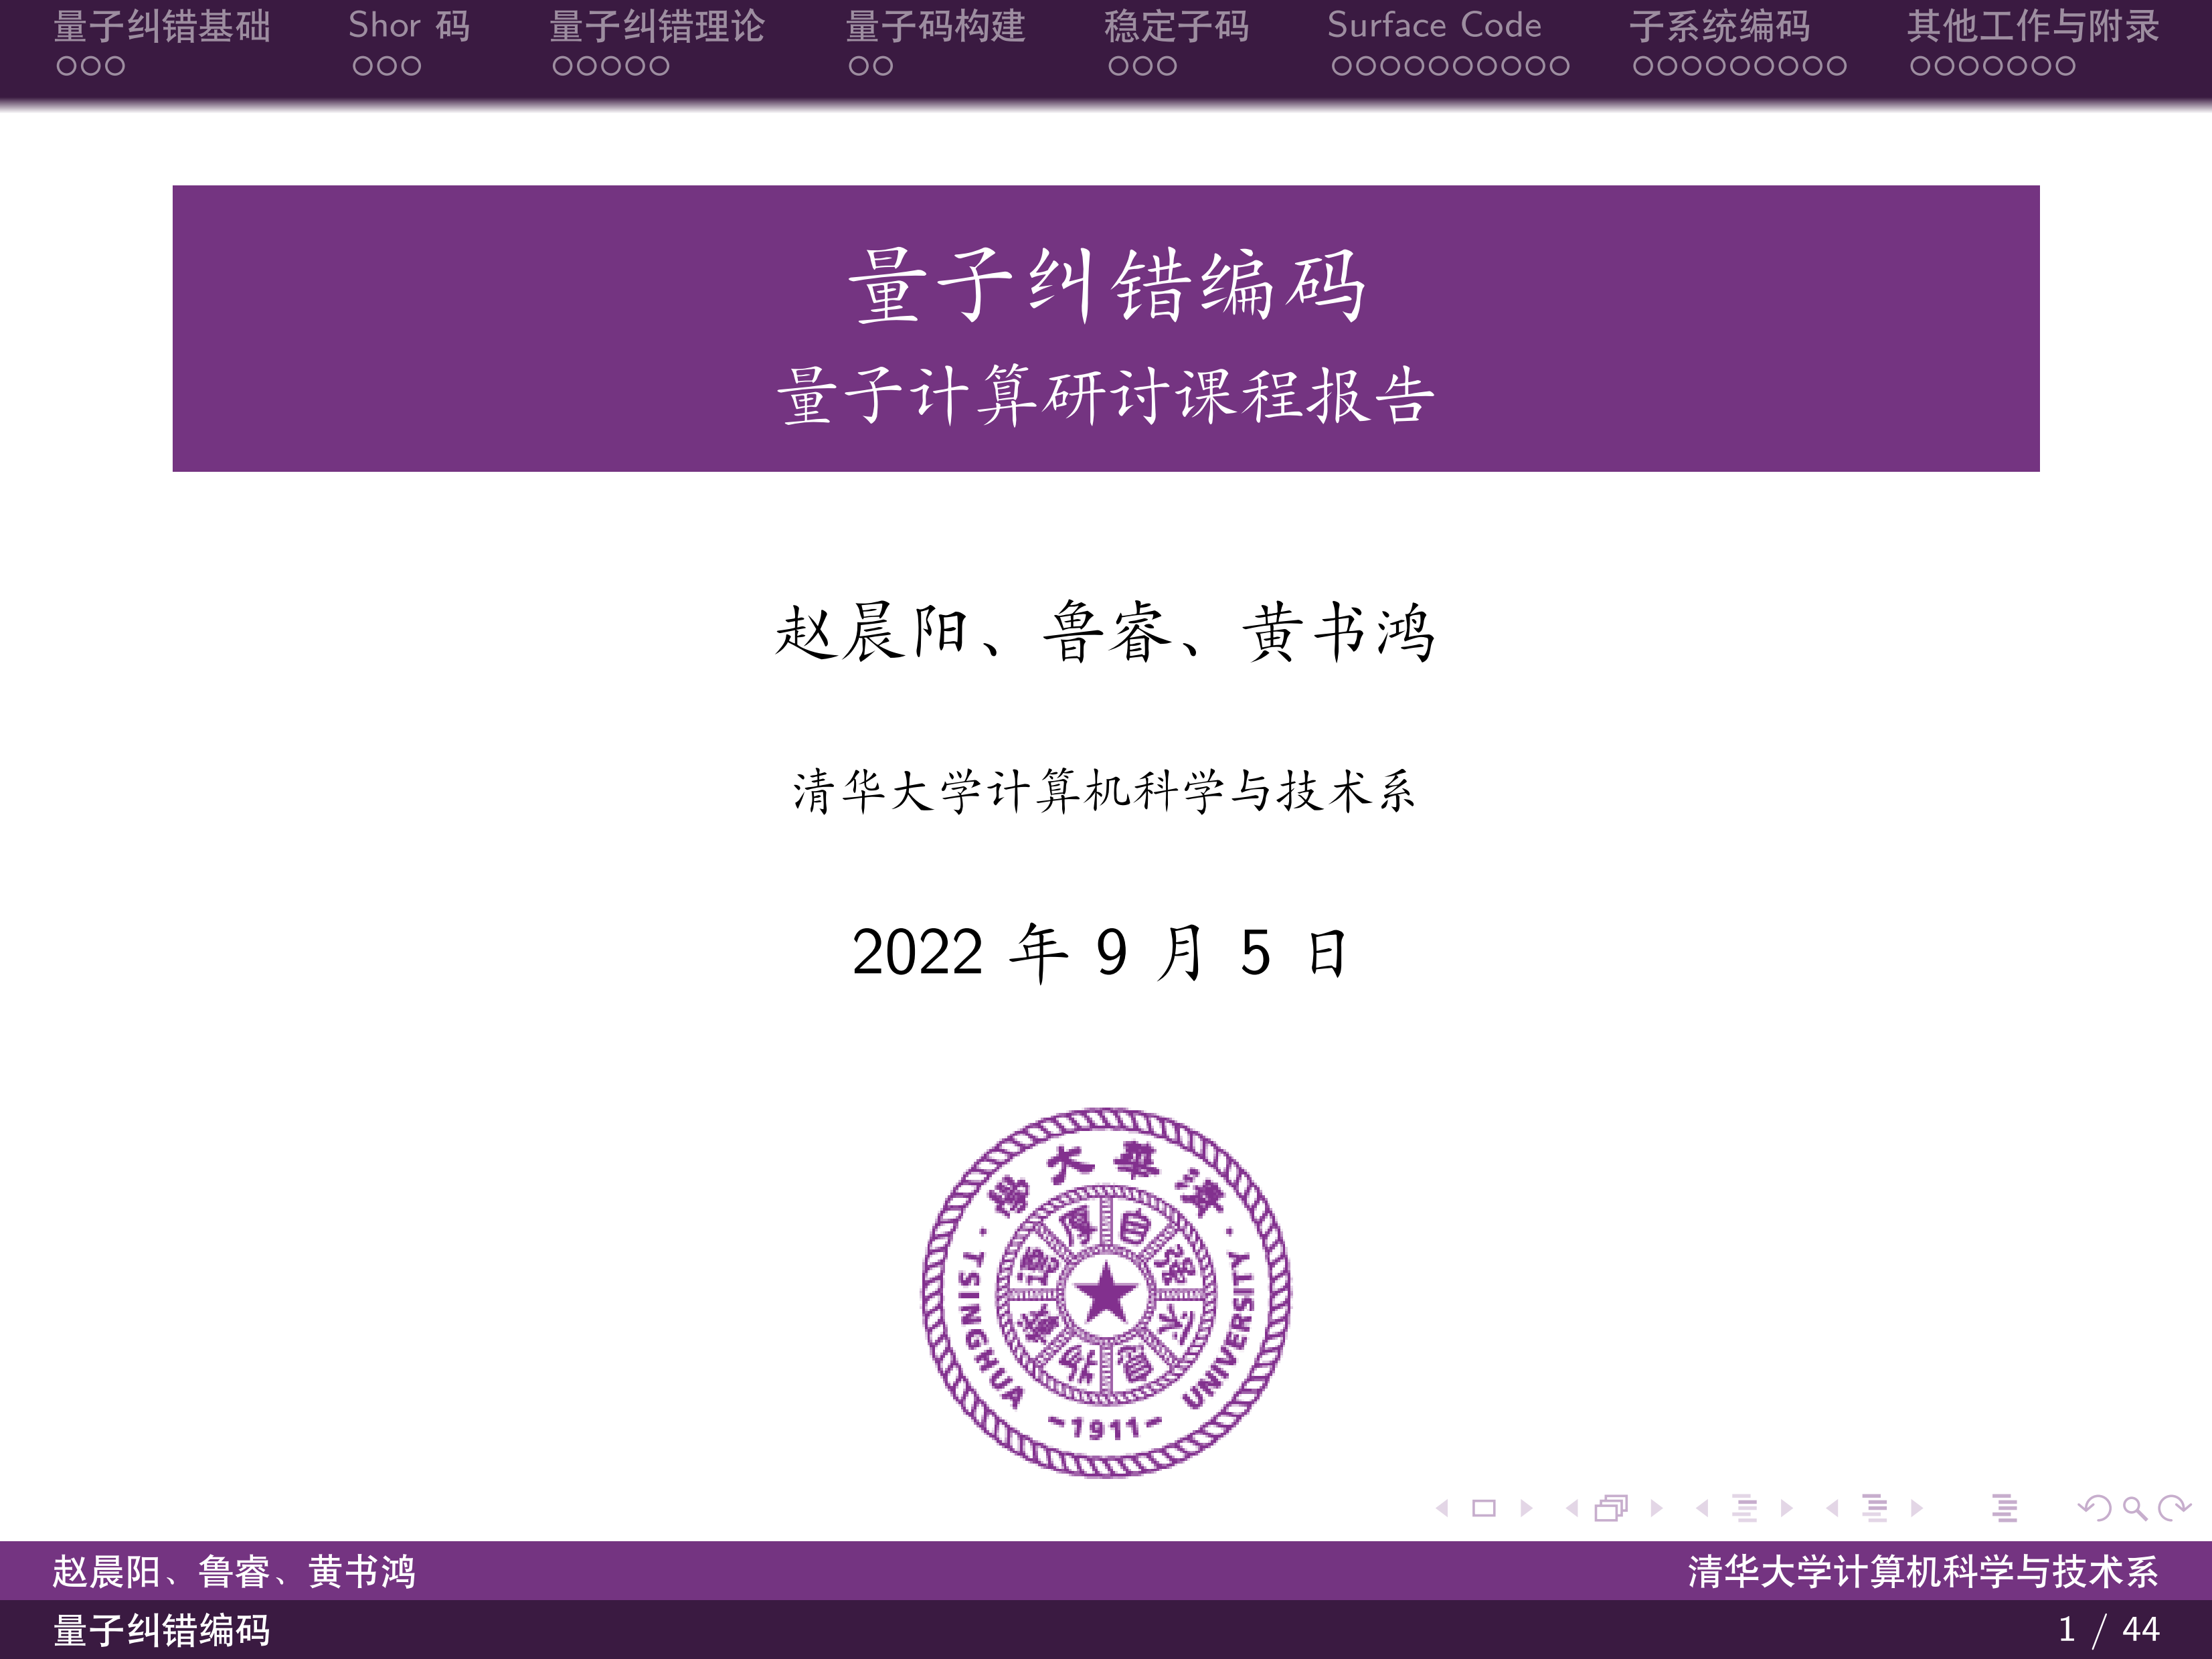 量子纠错基础 Shor 码 量子纠错理论 量子码构建 稳定子码 Surface Code 子系统编码 其他工作与附录
量子纠错编码
量子计算研讨课程报告
赵晨阳、鲁睿、黄书鸿
清华大学计算机科学与技术系
2022 年 9 月 5 日
學大華清
自强不息厚德载物
TSINGHUA UNIVERSITY
-1911-
赵晨阳、鲁睿、黄书鸿 清华大学计算机科学与技术系
量子纠错编码 1 / 44